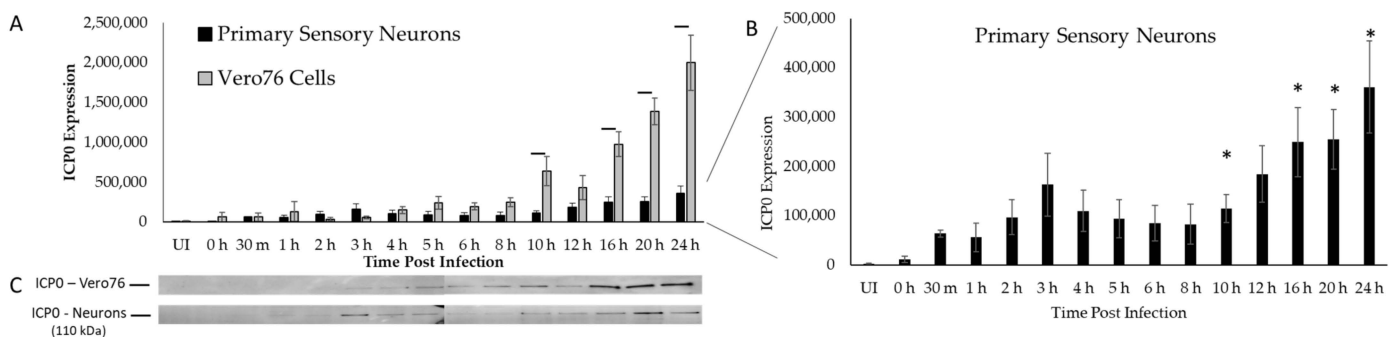 A
ICP0 Expression
2,500,000
2,000,000
1,500,000
1,000,000
500,000
0
Primary Sensory Neurons
Vero76 Cells
UI 0 h 30 m 1 h 2 h 3 h 4 h 5 h 6 h 8 h 10 h 12 h 16 h 20 h 24 h
Time Post Infection
B
Primary Sensory Neurons
ICP0 Expression
500,000
400,000
300,000
200,000
100,000
0
* * * *
UI 0 h 30 m 1 h 2 h 3 h 4 h 5 h 6 h 8 h 10 h 12 h 16 h 20 h 24 h
Time Post Infection
C
ICP0 – Vero76
ICP0 - Neurons
(110 kDa)